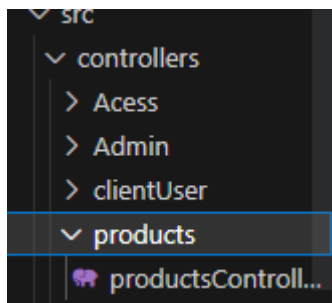 src
controllers
Acess
Admin
clientUser
products
productsControll...